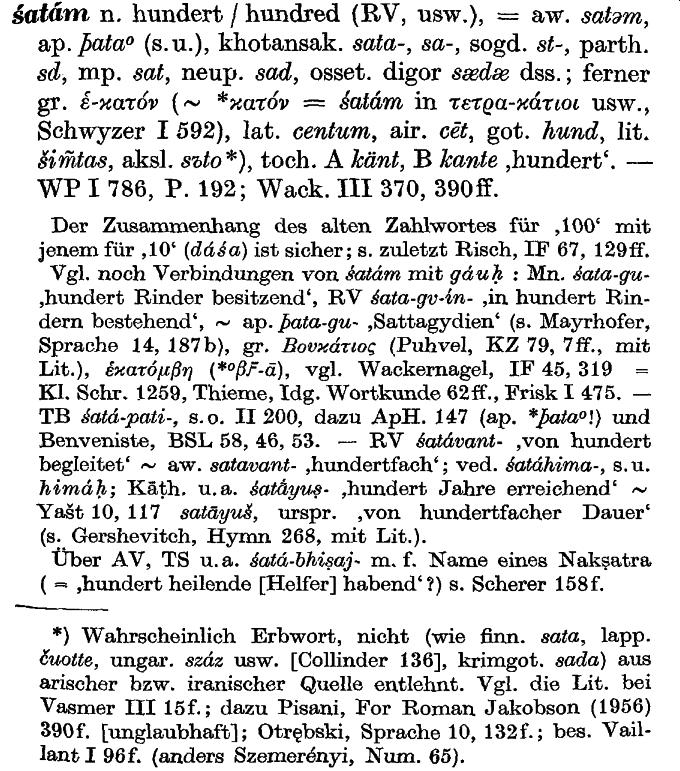 śatám n. hundert / hundred (RV, usw.), = aw. satəm,
ap. þata° (s.u.), khotansak. sata-, sa-, sogd. st-, parth.
sd, mp. sat, neup. sad, osset. digor sædæ dss.; ferner
gr. ἑ-κατόν (~ *κατόν = śatám in τετρα-κάτιοι usw.,
Schwyzer I 592), lat. centum, air. cēt, got. hund, lit.
šim̃tas, aksl. sъto*), toch. A känt, B kante ‚hundert‘. —
WP I 786, P. 192; Wack. III 370, 390ff.
Der Zusammenhang des alten Zahlwortes für ‚100‘ mit
jenem für ‚10‘ (dáśa) ist sicher; s. zuletzt Risch, IF 67, 129ff.
Vgl. noch Verbindungen von śatám mit gáuḥ : Mn. śata-gu-
‚hundert Rinder besitzend‘, RV śata-gv-ín- ‚in hundert Rin-
dern bestehend‘, ~ ap. þata-gu- ‚Sattagydien‘ (s. Mayrhofer,
Sprache 14, 187b), gr. Βουκάτιος (Puhvel, KZ 79, 7ff., mit
Lit.), ἑκατόμβη (*°βF̯-ā), vgl. Wackernagel, IF 45, 319 =
Kl. Schr. 1259, Thieme, Idg. Wortkunde 62ff., Frisk I 475. —
TB śatá-pati-, s.o. II 200, dazu ApH. 147 (ap. *þata°!) und
Benveniste, BSL 58, 46, 53. — RV śatávant- ‚von hundert
begleitet‘ ~ aw. satavant- ‚hundertfach‘; ved. śatáhima-, s.u.
himáḥ; Kāṭh. u.a. śatā́yuṣ- ‚hundert Jahre erreichend‘ ~
Yašt 10, 117 satāyuš, urspr. ‚von hundertfacher Dauer‘
(s. Gershevitch, Hymn 268, mit Lit.).
Über AV, TS u.a. śatá-bhiṣaj- m. f. Name eines Nakṣatra
( = ‚hundert heilende [Helfer] habend‘?) s. Scherer 158f.
*) Wahrscheinlich Erbwort, nicht (wie finn. sata, lapp.
čuotte, ungar. száz usw. [Collinder 136], krimgot. sada) aus
arischer bzw. iranischer Quelle entlehnt. Vgl. die Lit. bei
Vasmer III 15f.; dazu Pisani, For Roman Jakobson (1956)
390f. [unglaubhaft]; Otrębski, Sprache 10, 132f.; bes. Vail-
lant I 96f. (anders Szemerényi, Num. 65).